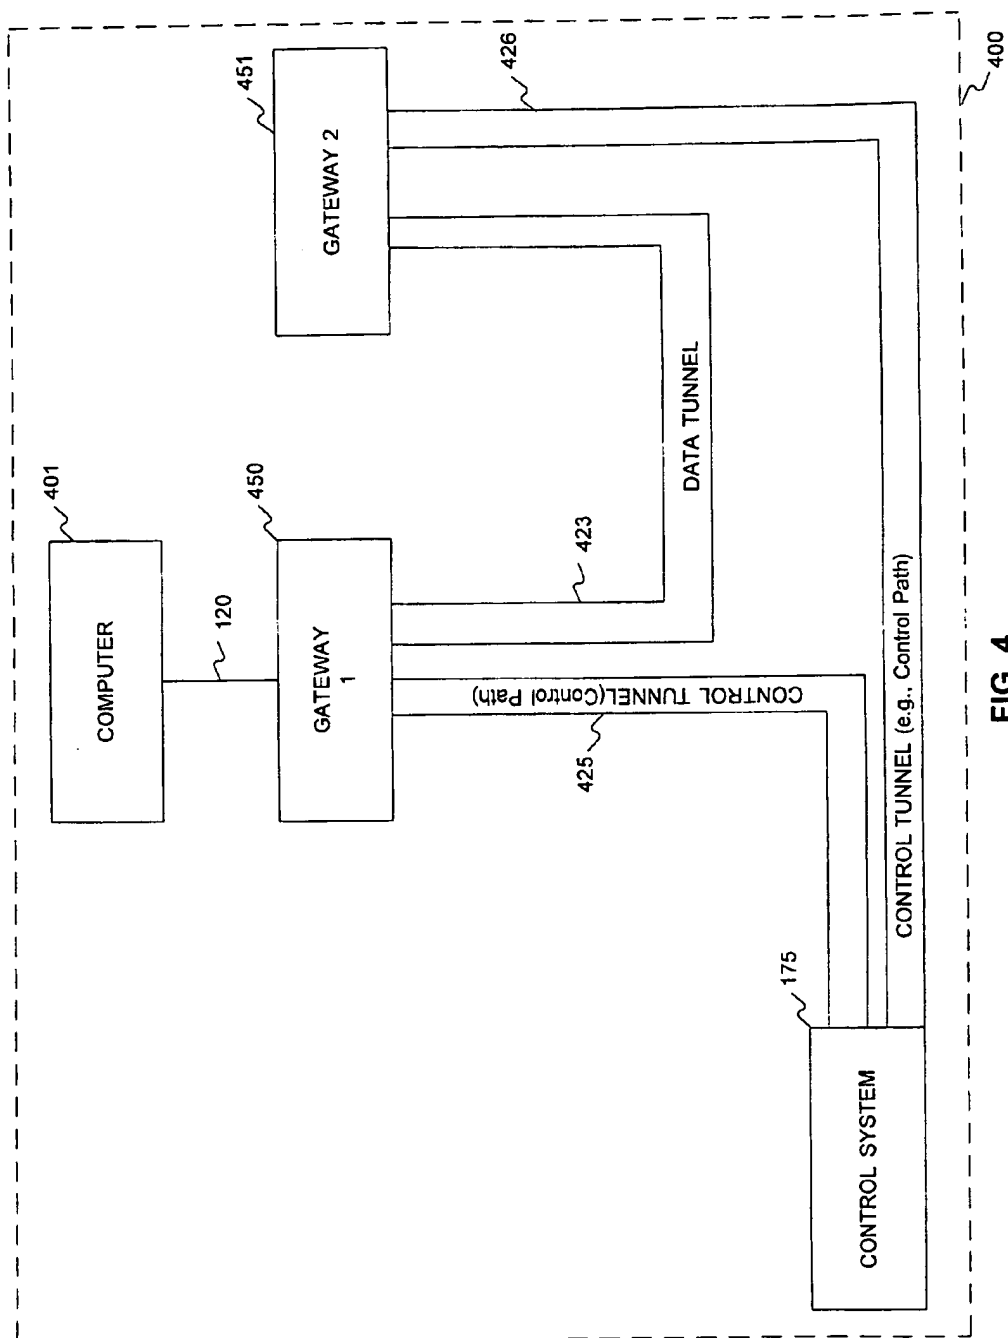 COMPUTER
401
120
GATEWAY
1
450
GATEWAY 2
451
426
423
DATA TUNNEL
CONTROL TUNNEL(Control Path)
425
CONTROL TUNNEL (e.g., Control Path)
CONTROL SYSTEM
175
400
FIG. 4